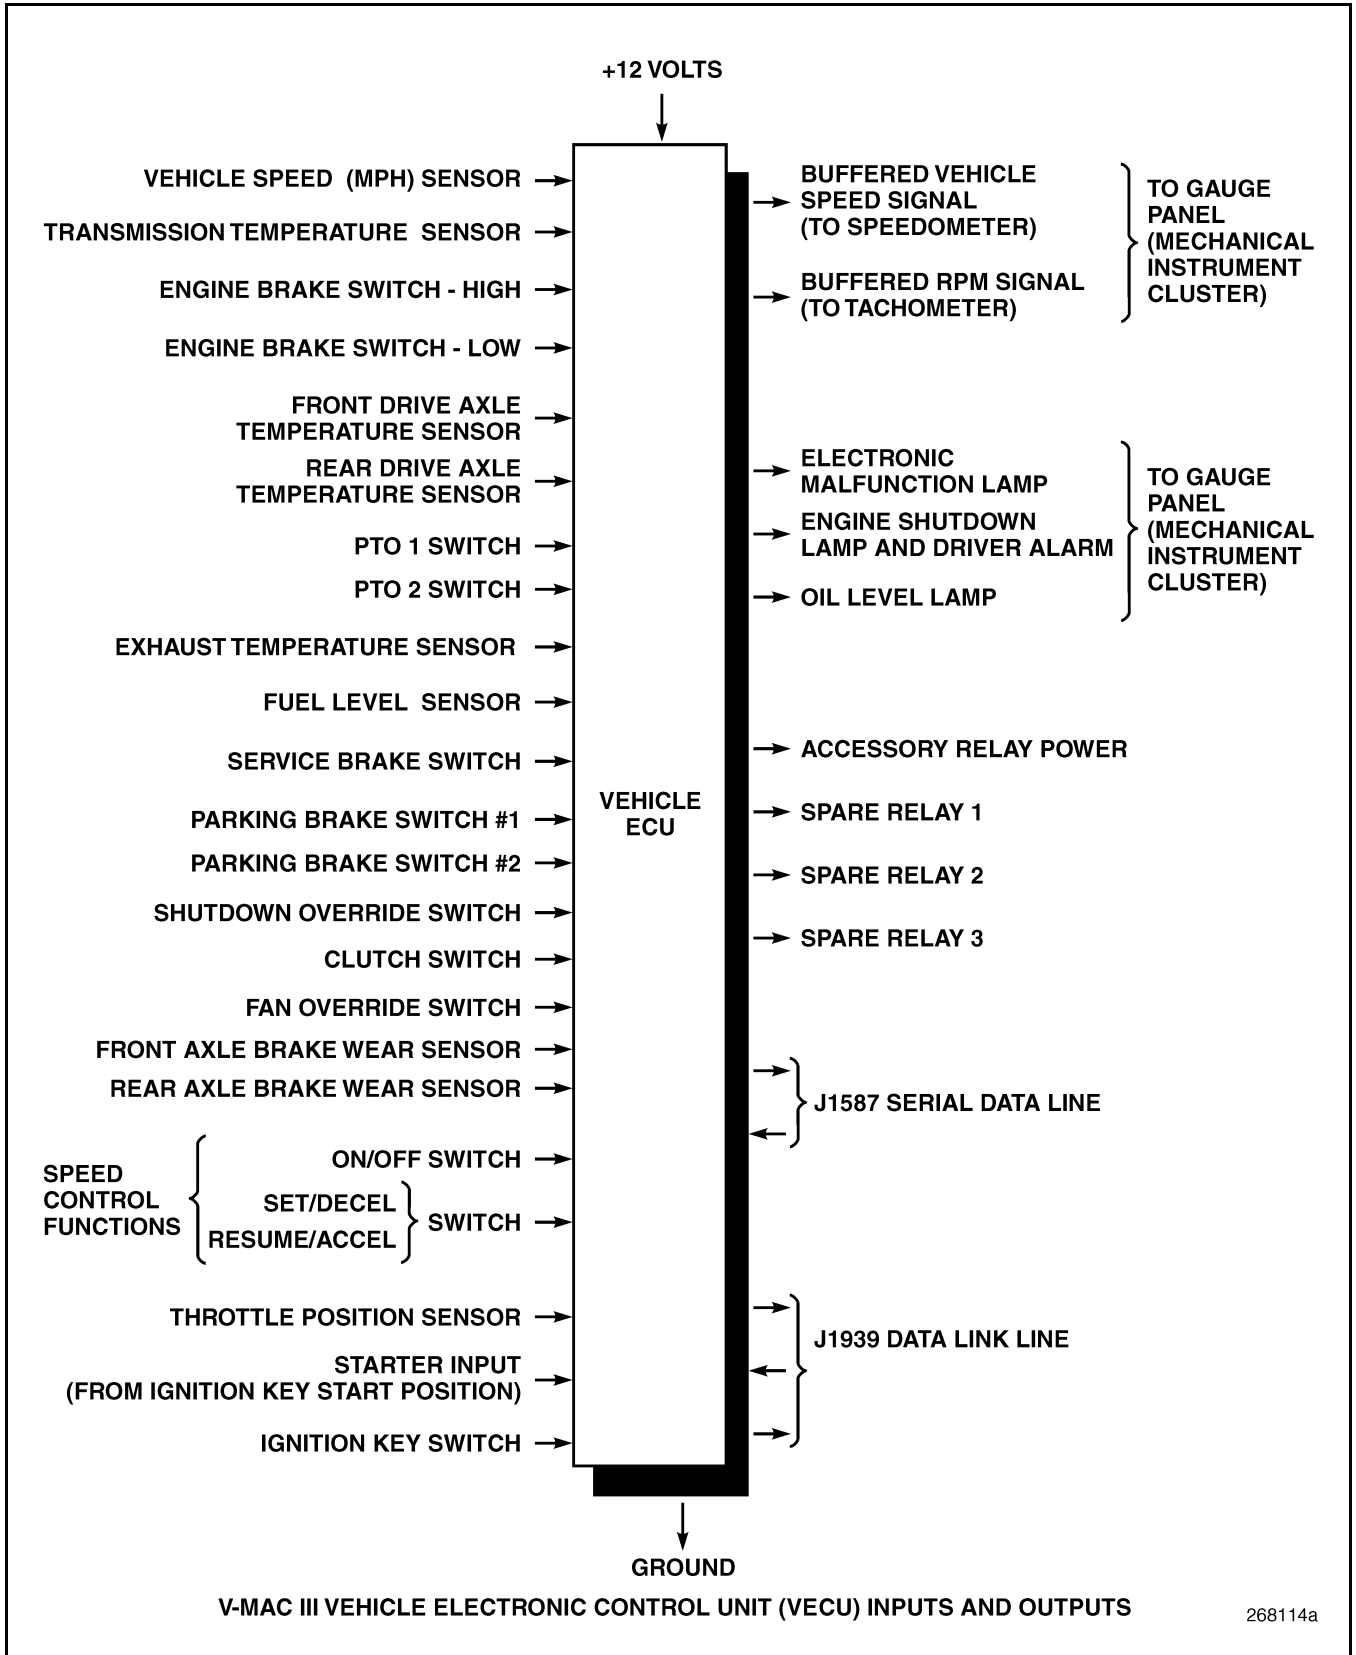 +12 VOLTS
VEHICLE SPEED (MPH) SENSOR
TRANSMISSION TEMPERATURE SENSOR
ENGINE BRAKE SWITCH - HIGH
ENGINE BRAKE SWITCH - LOW
FRONT DRIVE AXLE
TEMPERATURE SENSOR
REAR DRIVE AXLE
TEMPERATURE SENSOR
PTO 1 SWITCH
PTO 2 SWITCH
EXHAUST TEMPERATURE SENSOR
FUEL LEVEL SENSOR
SERVICE BRAKE SWITCH
PARKING BRAKE SWITCH #1
PARKING BRAKE SWITCH #2
SHUTDOWN OVERRIDE SWITCH
CLUTCH SWITCH
FAN OVERRIDE SWITCH
FRONT AXLE BRAKE WEAR SENSOR
REAR AXLE BRAKE WEAR SENSOR
SPEED
CONTROL
FUNCTIONS
ON/OFF SWITCH
SET/DECEL
RESUME/ACCEL
SWITCH
THROTTLE POSITION SENSOR
STARTER INPUT
(FROM IGNITION KEY START POSITION)
IGNITION KEY SWITCH
VEHICLE
ECU
BUFFERED VEHICLE
SPEED SIGNAL
(TO SPEEDOMETER)
BUFFERED RPM SIGNAL
(TO TACHOMETER)
TO GAUGE
PANEL
(MECHANICAL
INSTRUMENT
CLUSTER)
ELECTRONIC
MALFUNCTION LAMP
ENGINE SHUTDOWN
LAMP AND DRIVER ALARM
OIL LEVEL LAMP
TO GAUGE
PANEL
(MECHANICAL
INSTRUMENT
CLUSTER)
ACCESSORY RELAY POWER
SPARE RELAY 1
SPARE RELAY 2
SPARE RELAY 3
J1587 SERIAL DATA LINE
J1939 DATA LINK LINE
GROUND
V-MAC III VEHICLE ELECTRONIC CONTROL UNIT (VECU) INPUTS AND OUTPUTS
268114a